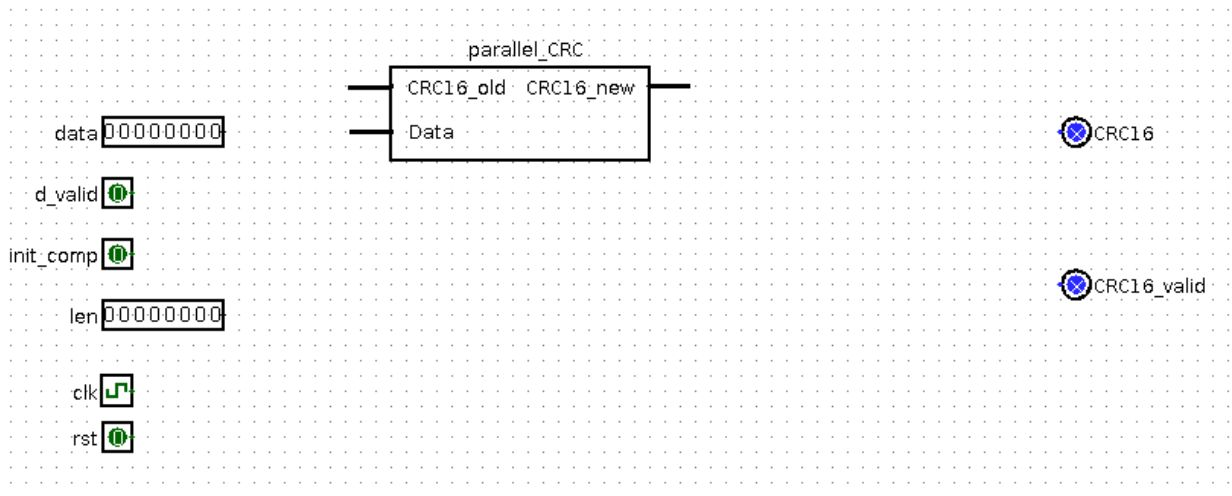 parallel_CRC
CRC16_old CRC16_new
Data
data 00000000
CRC16
d_valid 0
init_comp 0
CRC16_valid
len 00000000
clk
rst 0